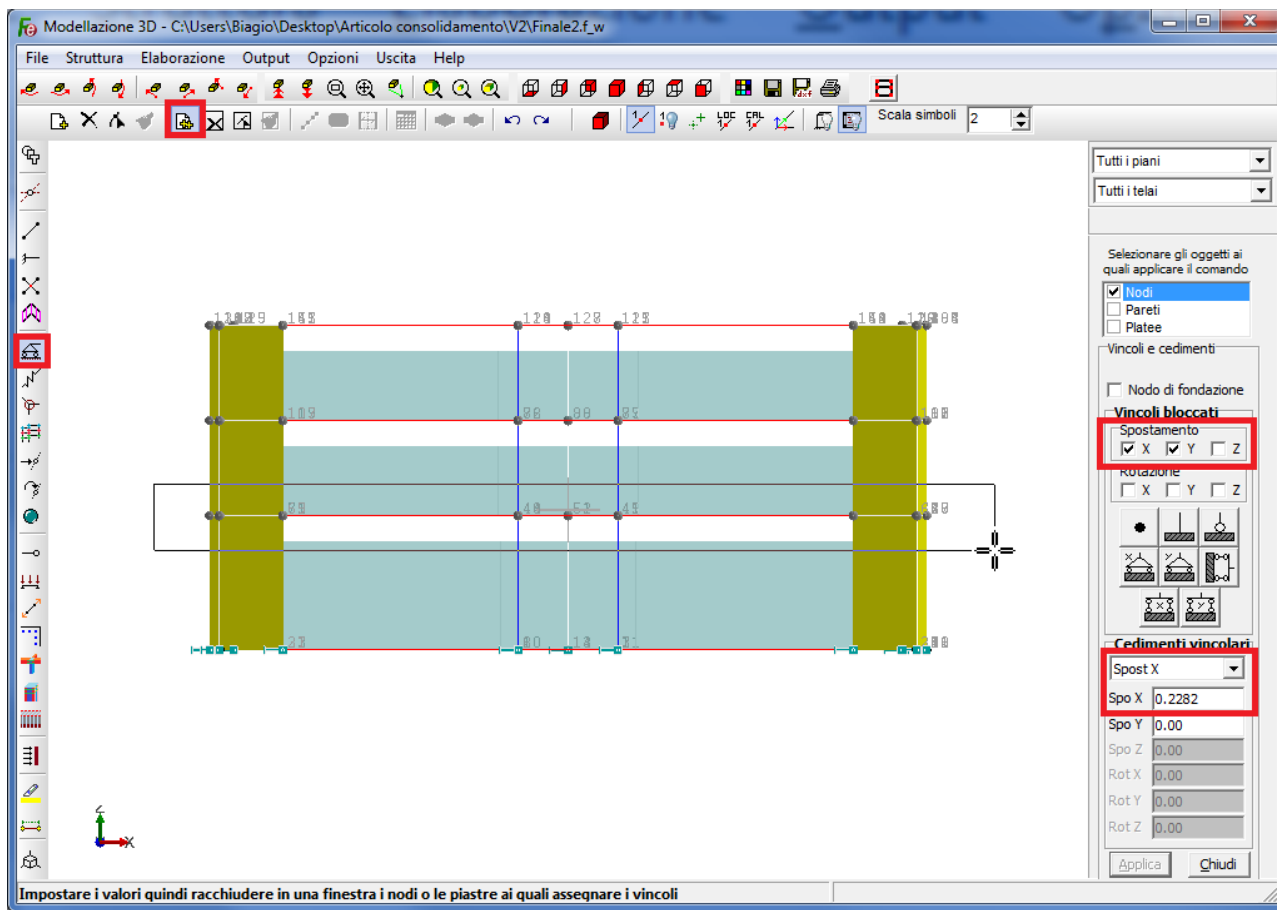 Modellazione 3D - C:\Users\Biagio\Desktop\Articolo consolidamento\V2\Finale2.f_w
File Struttura Elaborazione Output Opzioni Uscita Help
Scala simboli 2
Tutti i piani
Tutti i telai
Selezionare gli oggetti ai
quali applicare il comando
Nodi
Pareti
Platee
Vincoli e cedimenti
Nodo di fondazione
Vincoli bloccati
Spostamento
X Y Z
Rotazione
X Y Z
Cedimenti vincolari
Spost X
Spo X 0.2282
Spo Y 0.00
Spo Z 0.00
Rot X 0.00
Rot Y 0.00
Rot Z 0.00
Applica Chiudi
X
Impostare i valori quindi racchiudere in una finestra i nodi o le piastre ai quali assegnare i vincoli